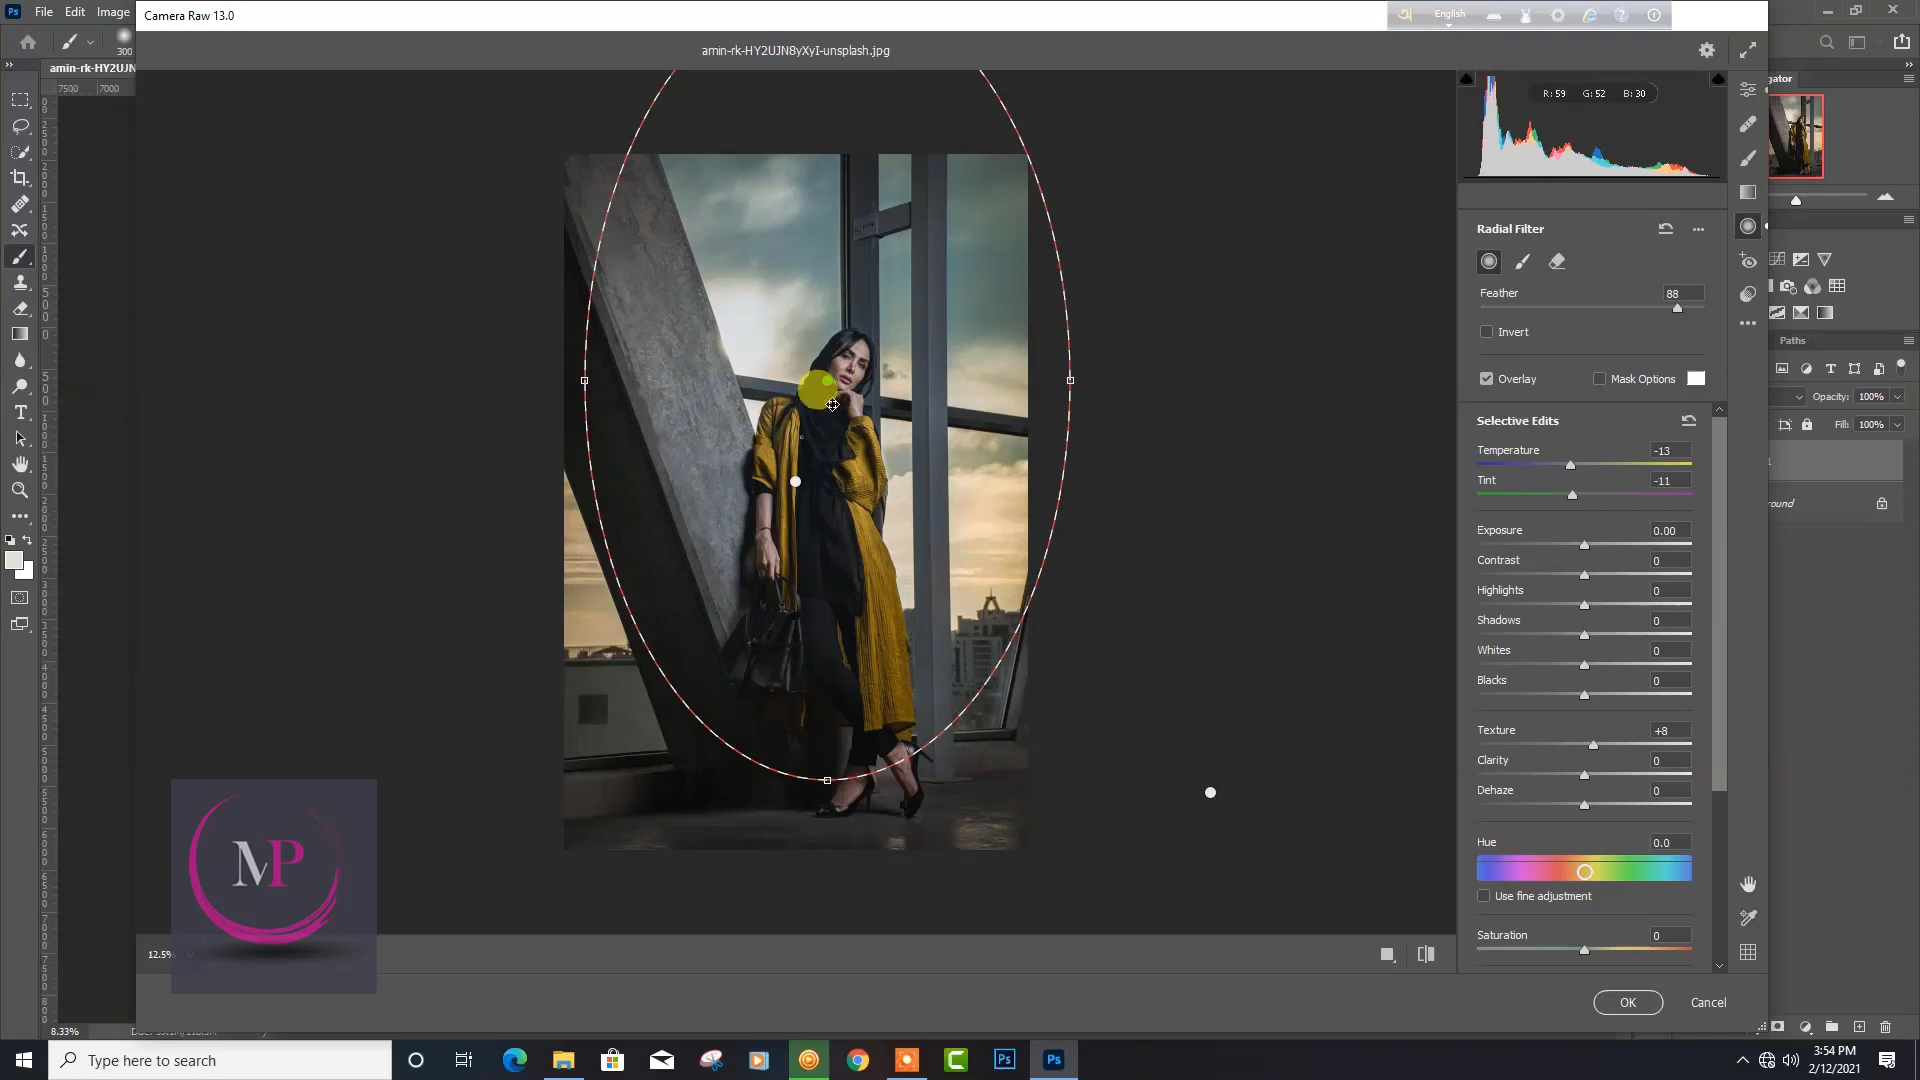 Camera Raw 13.0
English
File Edit Image
amin-rk-HY2UJN8yXyI-unsplash.jpg
300
amin-rk-HY2UJN
7500 7000
R: 59 G: 52 B: 30
Radial Filter
Feather 88
Invert
Overlay
Mask Options
Selective Edits
Temperature -13
Tint -11
Exposure 0.00
Contrast 0
Highlights 0
Shadows 0
Whites 0
Blacks 0
Texture +8
Clarity 0
Dehaze 0
Hue 0.0
Use fine adjustment
Saturation 0
Paths
Opacity: 100%
Fill: 100%
MP
12.5%
OK
Cancel
8.33%
Type here to search
3:54 PM
2/12/2021